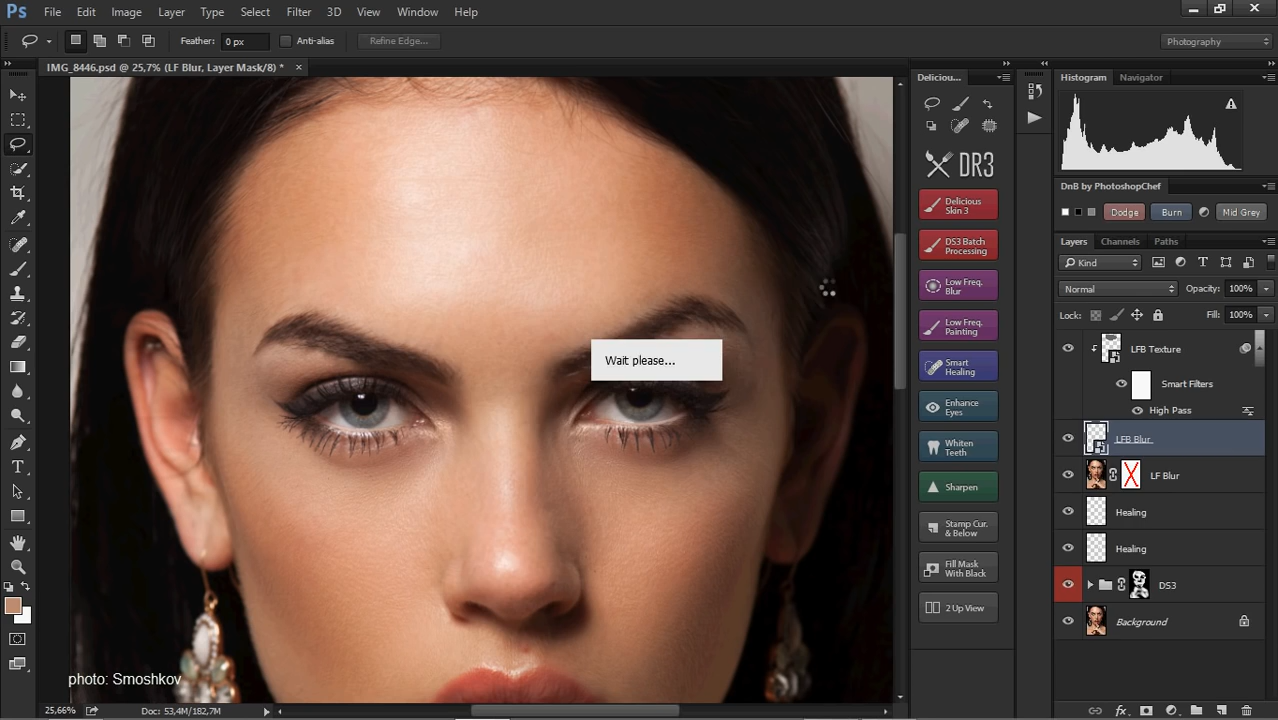 Ps File Edit Image Layer Type Select Filter 3D View Window Help
Feather: 0 px Anti-alias Refine Edge... Photography
IMG_8446.psd @ 25,7% (LF Blur, Layer Mask/8) * ×
Deliciou...
DR3
Delicious
Skin 3
DS3 Batch
Processing
Low Freq.
Blur
Low Freq.
Painting
Smart
Healing
Enhance
Eyes
Whiten
Teeth
Sharpen
Stamp Cur.
& Below
Fill Mask
With Black
2 Up View
Histogram Navigator
DnB by PhotoshopChef
Dodge Burn Mid Grey
Layers Channels Paths
Kind
Normal Opacity: 100%
Lock: Fill: 100%
LFB Texture
Smart Filters
High Pass
LFB Blur
LF Blur
Healing
Healing
DS3
Background
Wait please...
photo: Smoshkov
25,66% Doc: 53,4M/182,7M